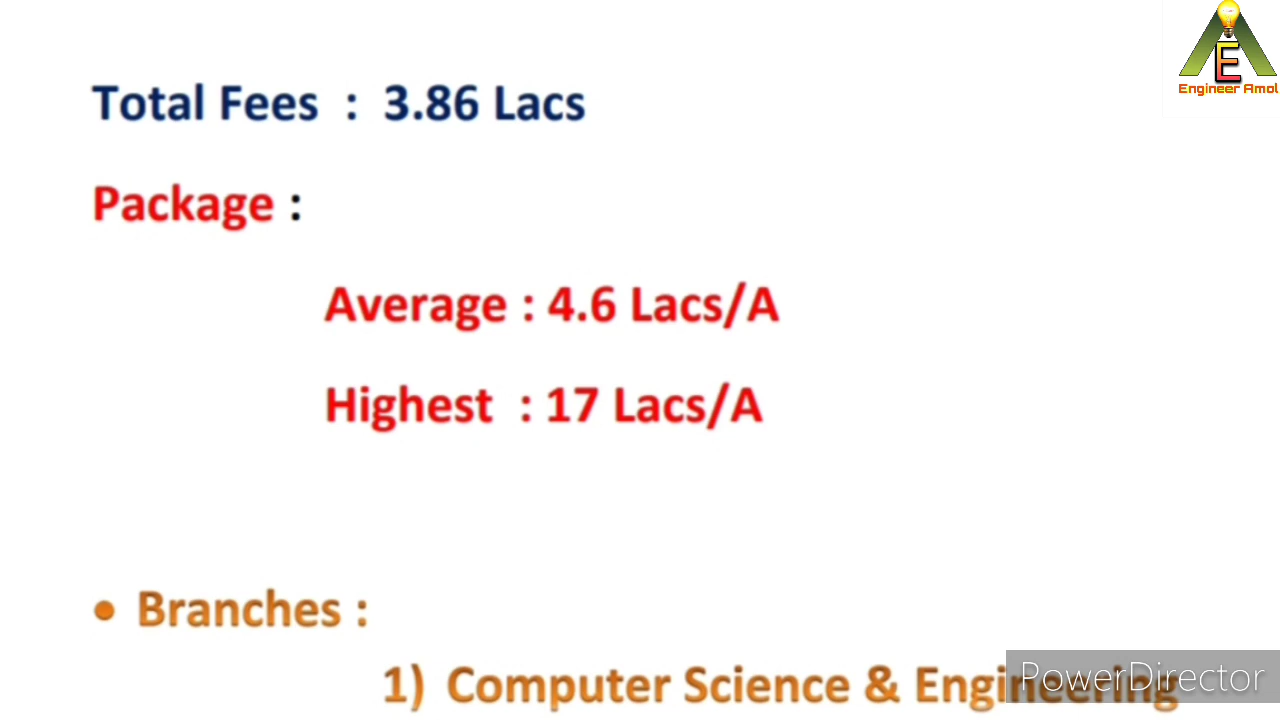 E
Engineer Amol
Total Fees : 3.86 Lacs
Package :
Average : 4.6 Lacs/A
Highest : 17 Lacs/A
• Branches :
1) Computer Science & Engineering
PowerDirector